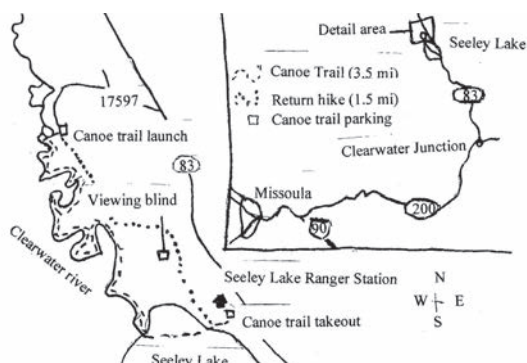 Detail area
Seeley Lake
Canoe Trail (3.5 mi)
Return hike (1.5 mi)
Canoe trail parking
83
17597
Canoe trail launch
Clearwater Junction
83
Viewing blind
Missoula
200
90
Clearwater river
Seeley Lake Ranger Station
N
W E
S
Canoe trail takeout
Seeley Lake